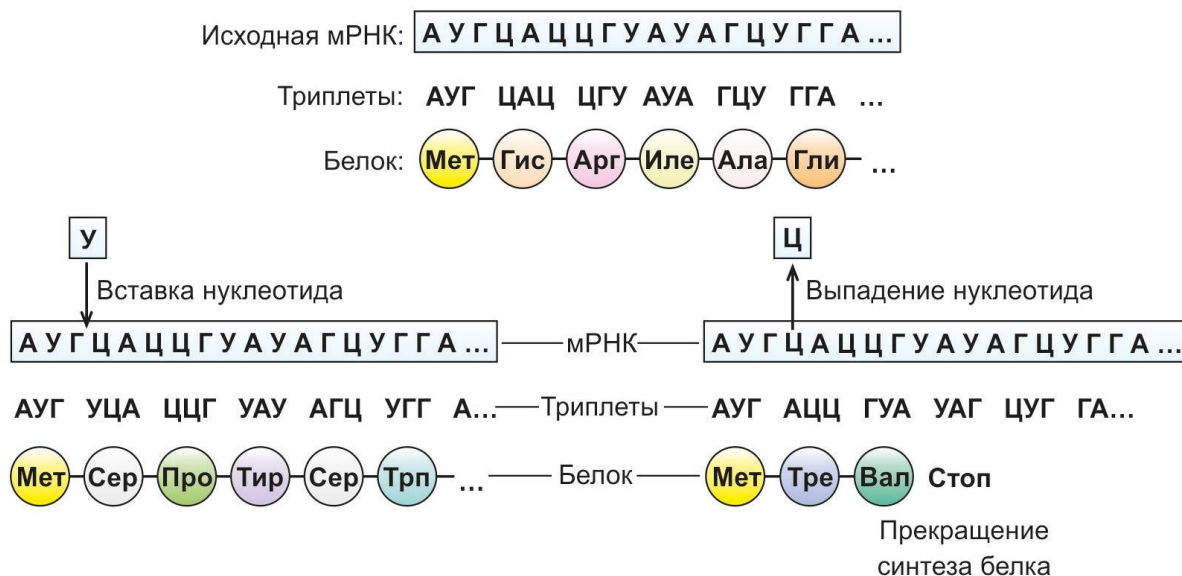 Исходная мРНК: А У Г Ц А Ц Ц Г У А У А Г Ц У Г Г А ...
Триплеты: АУГ ЦАЦ ЦГУ АУА ГЦУ ГГА ...
Белок: Мет Гис Арг Иле Ала Гли ...
У Ц
Вставка нуклеотида Выпадение нуклеотида
А У Г Ц А Ц Ц Г У А У А Г Ц У Г Г А ... мРНК А У Г Ц А Ц Ц Г У А У А Г Ц У Г Г А ...
АУГ УЦА ЦЦГ УАУ АГЦ УГГ А... Триплеты АУГ АЦЦ ГУА УАГ ЦУГ ГА...
Мет Сер Про Тир Сер Трп ... Белок Мет Тре Вал Стоп
Прекращение
синтеза белка